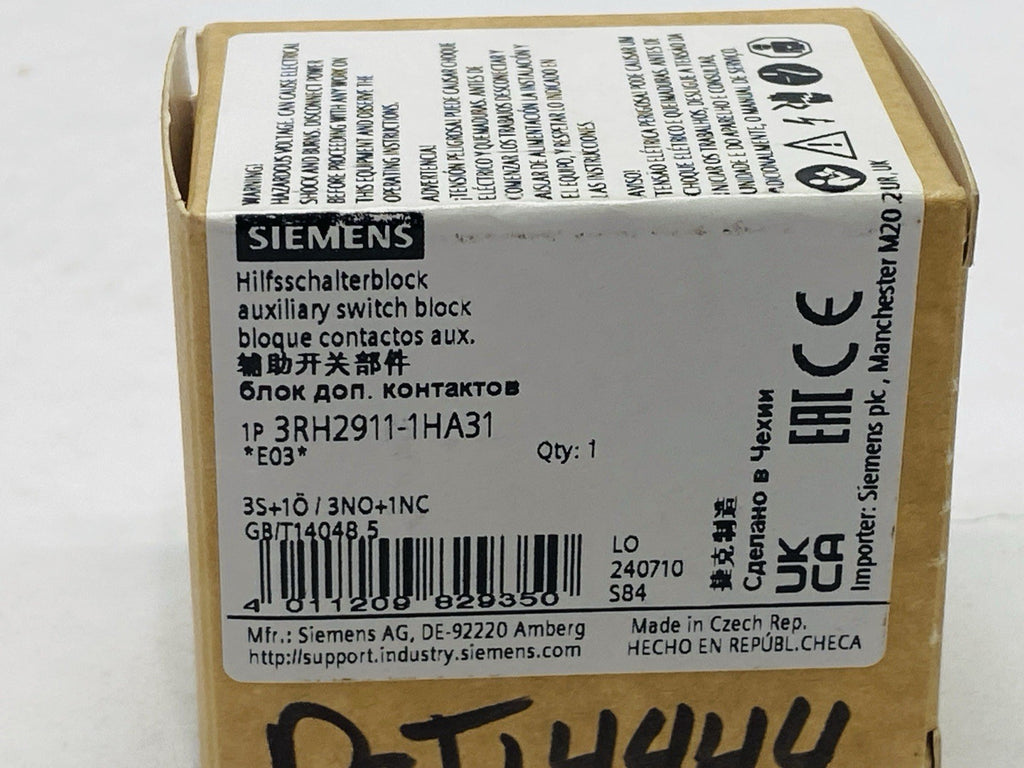 WARNING!
HAZARDOUS VOLTAGE. CAN CAUSE ELECTRICAL
SHOCK AND BURNS. DISCONNECT POWER
BEFORE PROCEEDING WITH ANY WORK ON
THIS EQUIPMENT AND OBSERVE THE
OPERATING INSTRUCTIONS.
ADVERTENCIA!
¡TENSIÓN PELIGROSA! PUEDE CAUSAR CHOQUE
ELÉCTRICO Y QUEMADURAS. ANTES DE
COMENZAR LOS TRABAJOS DESCONECTAR Y
AISLAR DE ALIMENTACIÓN LA INSTALACIÓN Y
EL EQUIPO, Y RESPETAR LO INDICADO EN
LAS INSTRUCCIONES.
AVISO!
TENSÃO ELÉTRICA PERIGOSA! PODE CAUSAR UM
CHOQUE ELÉTRICO E QUEMADURAS. ANTES DE
INICIAR OS TRABALHOS, DESLIGUE A TENSÃO DA
UNIDADE E DO APARELHO E CONSULTAR,
ADICIONALMENTE, O MANUAL DE SERVIÇO.
SIEMENS
Hilfsschalterblock
auxiliary switch block
bloque contactos aux.
辅助开关部件
блок доп. контактов
1P 3RH2911-1HA31
*E03*
Qty: 1
3S+1Ö / 3NO+1NC
GB/T14048.5
4 011209 829350
LO
240710
S84
捷克制造
Сделано в Чехии
UK
CA
EAC CE
Importer: Siemens plc , Manchester M20 2UR, UK
Mfr.: Siemens AG, DE-92220 Amberg
http://support.industry.siemens.com
Made in Czech Rep.
HECHO EN REPÚBL.CHECA